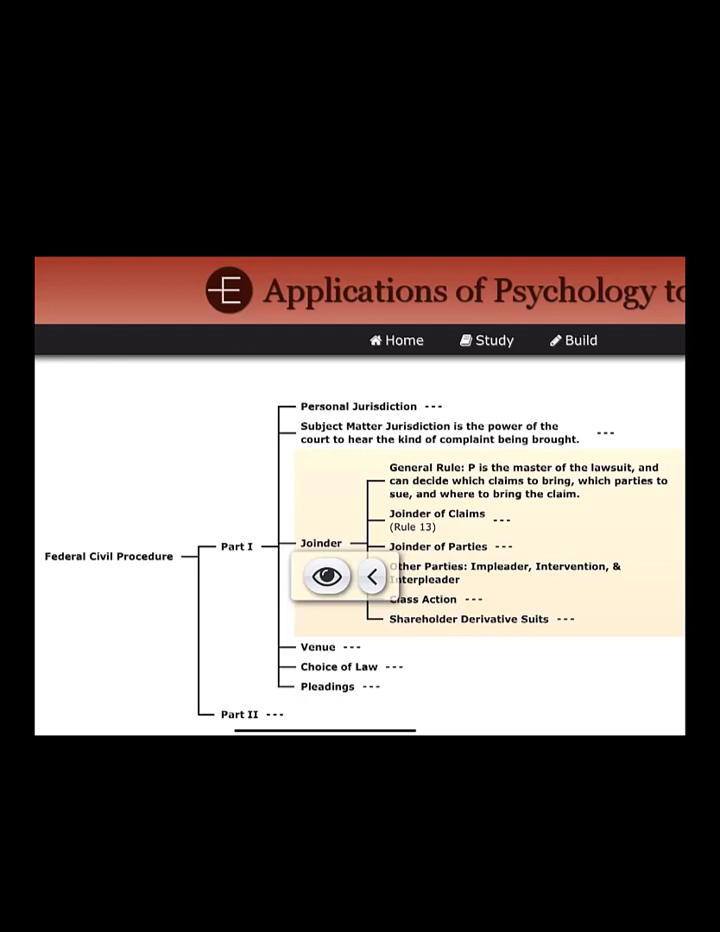 Applications of Psychology to
Home Study Build
Personal Jurisdiction ---
Subject Matter Jurisdiction is the power of the ---
court to hear the kind of complaint being brought.
General Rule: P is the master of the lawsuit, and
can decide which claims to bring, which parties to
sue, and where to bring the claim.
Joinder of Claims ---
(Rule 13)
Joinder
Joinder of Parties ---
Part I
Federal Civil Procedure
Other Parties: Impleader, Intervention, &
Interpleader
Class Action ---
Shareholder Derivative Suits ---
Venue ---
Choice of Law ---
Pleadings ---
Part II ---